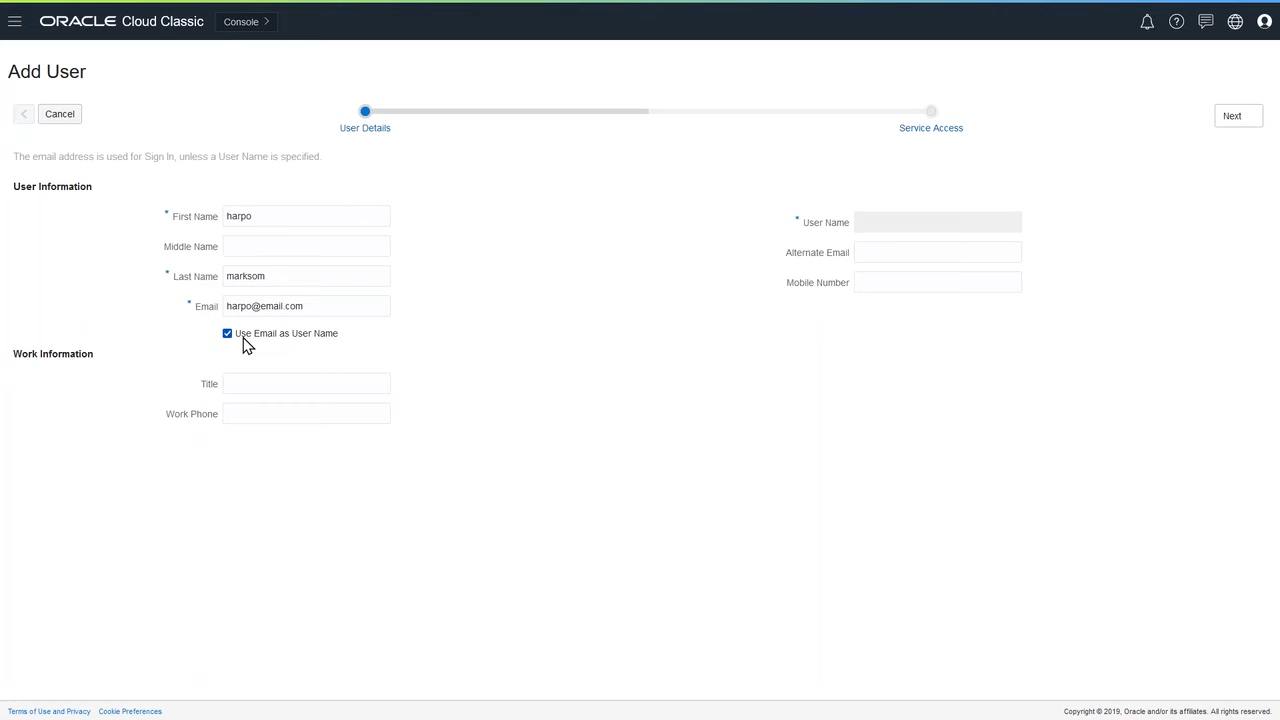 ORACLE Cloud Classic Console
Add User
Cancel
User Details
Service Access
Next
The email address is used for Sign In, unless a User Name is specified.
User Information
* First Name harpo
* User Name
Middle Name
Alternate Email
* Last Name marksom
Mobile Number
* Email harpo@email.com
Use Email as User Name
Work Information
Title
Work Phone
Terms of Use and Privacy Cookie Preferences
Copyright © 2019, Oracle and/or its affiliates. All rights reserved.